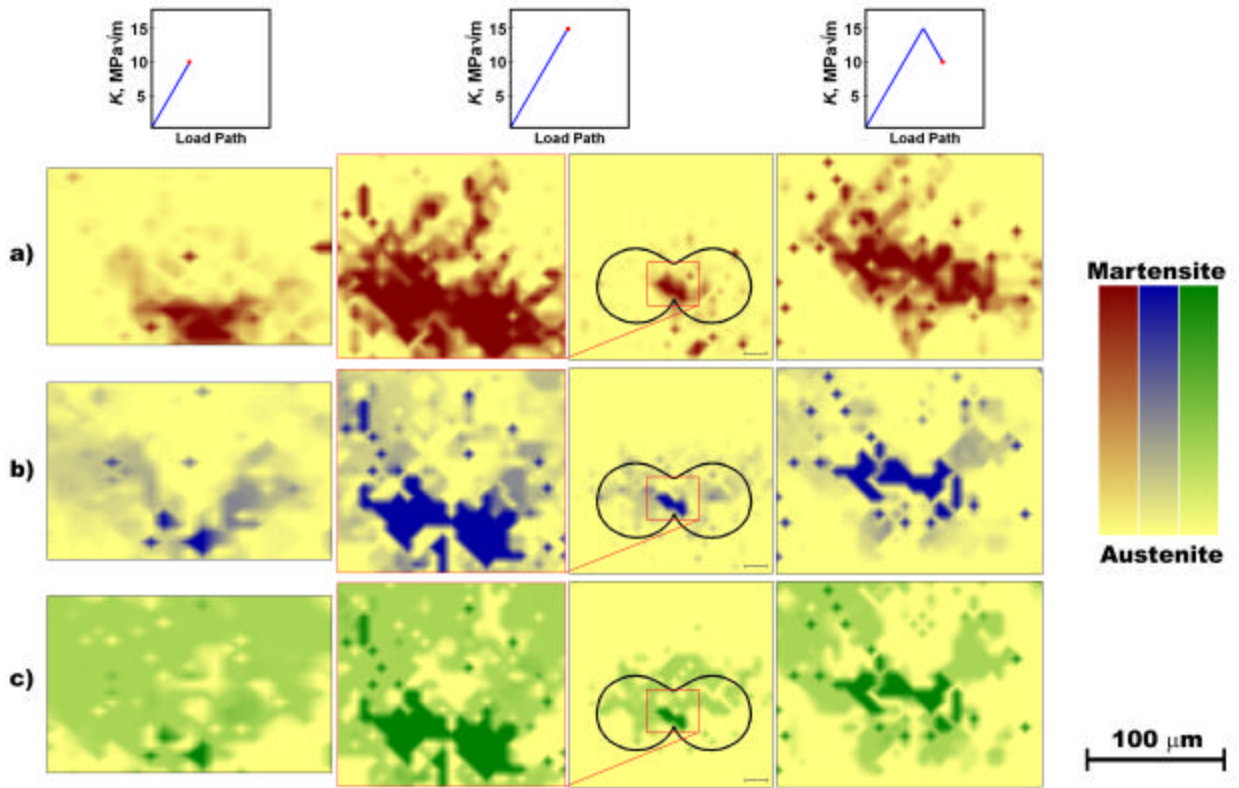 K, MPa√m
15
10
5
Load Path
K, MPa√m
15
10
5
Load Path
K, MPa√m
15
10
5
Load Path
a)
b)
c)
Martensite
Austenite
100 μm